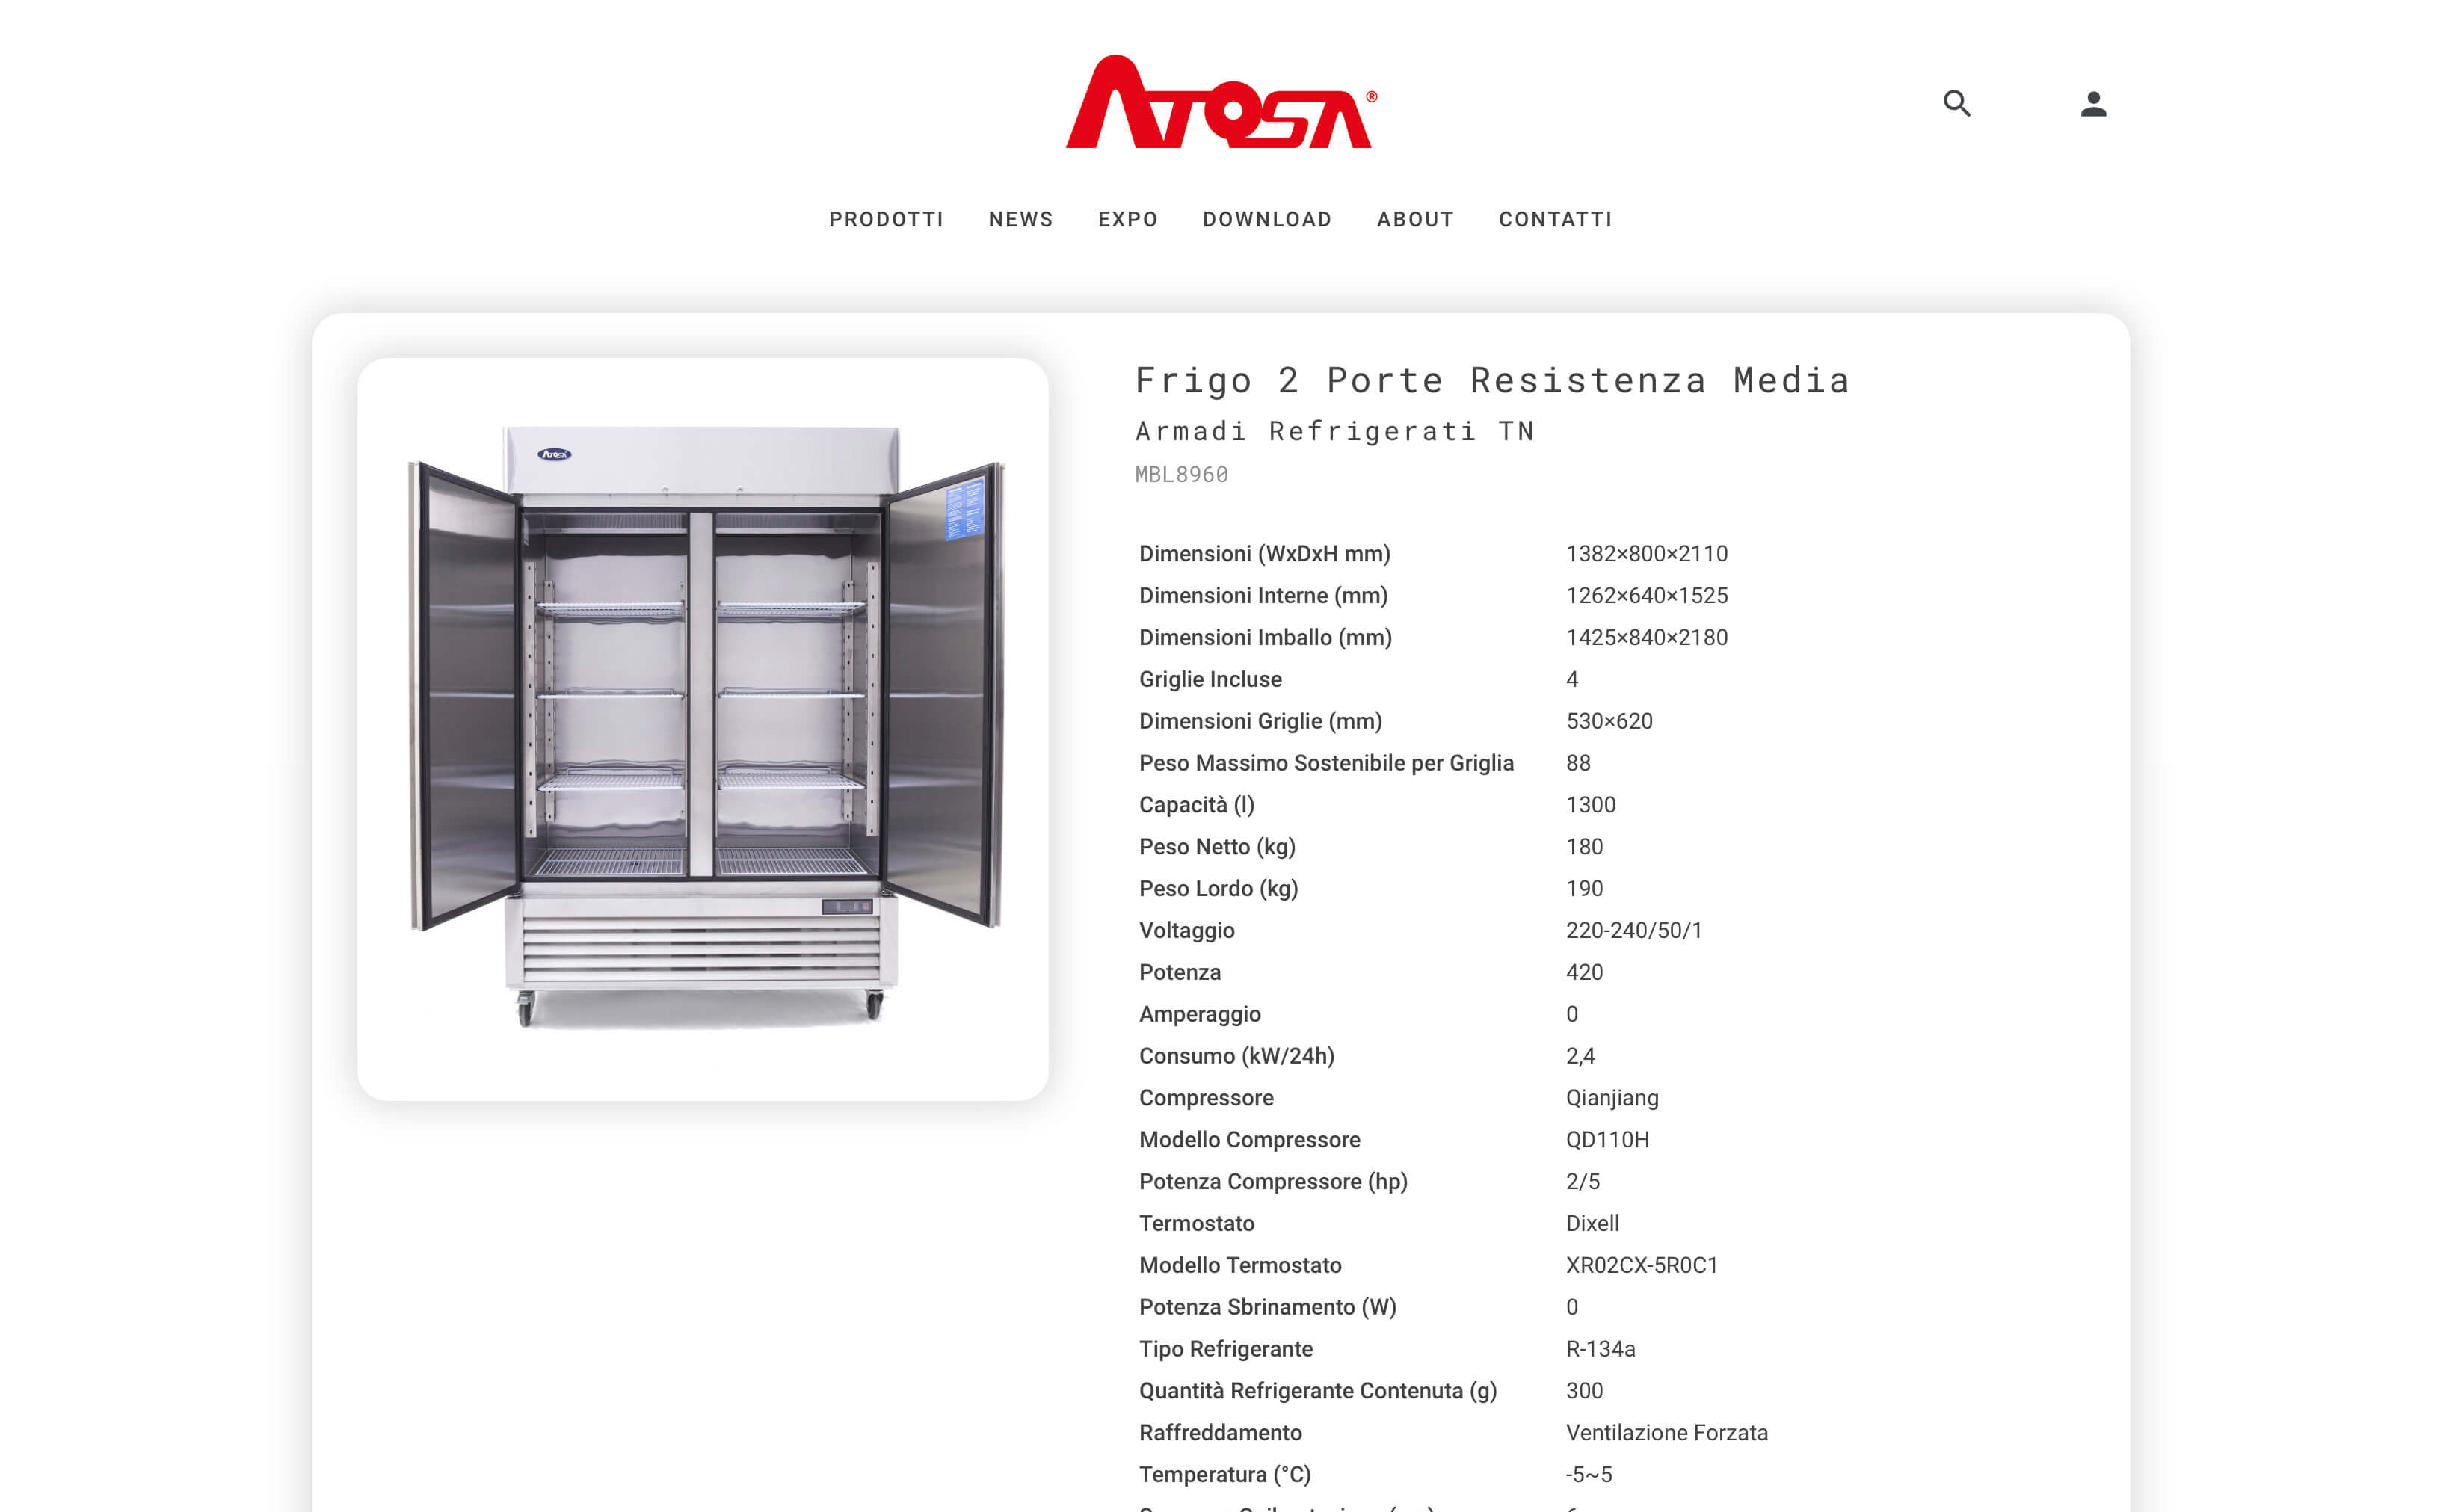 ATOSA®
PRODOTTI NEWS EXPO DOWNLOAD ABOUT CONTATTI
ATOSA
Frigo 2 Porte Resistenza Media
Armadi Refrigerati TN
MBL8960
Dimensioni (WxDxH mm) 1382×800×2110
Dimensioni Interne (mm) 1262×640×1525
Dimensioni Imballo (mm) 1425×840×2180
Griglie Incluse 4
Dimensioni Griglie (mm) 530×620
Peso Massimo Sostenibile per Griglia 88
Capacità (l) 1300
Peso Netto (kg) 180
Peso Lordo (kg) 190
Voltaggio 220-240/50/1
Potenza 420
Amperaggio 0
Consumo (kW/24h) 2,4
Compressore Qianjiang
Modello Compressore QD110H
Potenza Compressore (hp) 2/5
Termostato Dixell
Modello Termostato XR02CX-5R0C1
Potenza Sbrinamento (W) 0
Tipo Refrigerante R-134a
Quantità Refrigerante Contenuta (g) 300
Raffreddamento Ventilazione Forzata
Temperatura (°C) -5~5